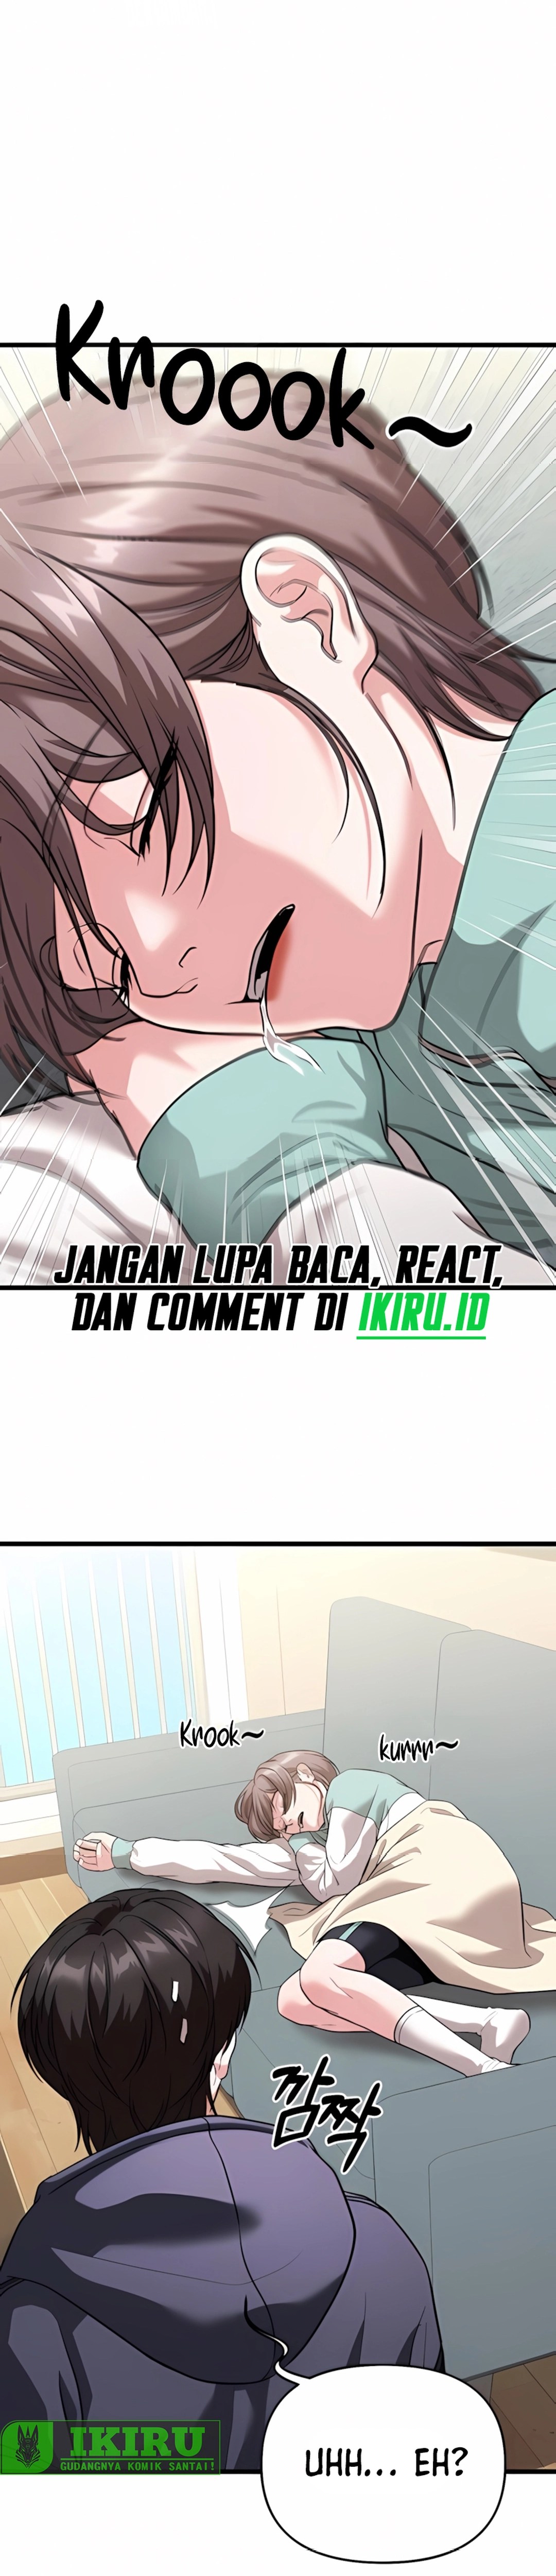 Kroook~
JANGAN LUPA BACA, REACT,
DAN COMMENT DI IKIRU.ID
Krook~
kurrr~
깜짝
UHH... EH?
IKIRU
GUDANGNYA KOMIK SANTAI!